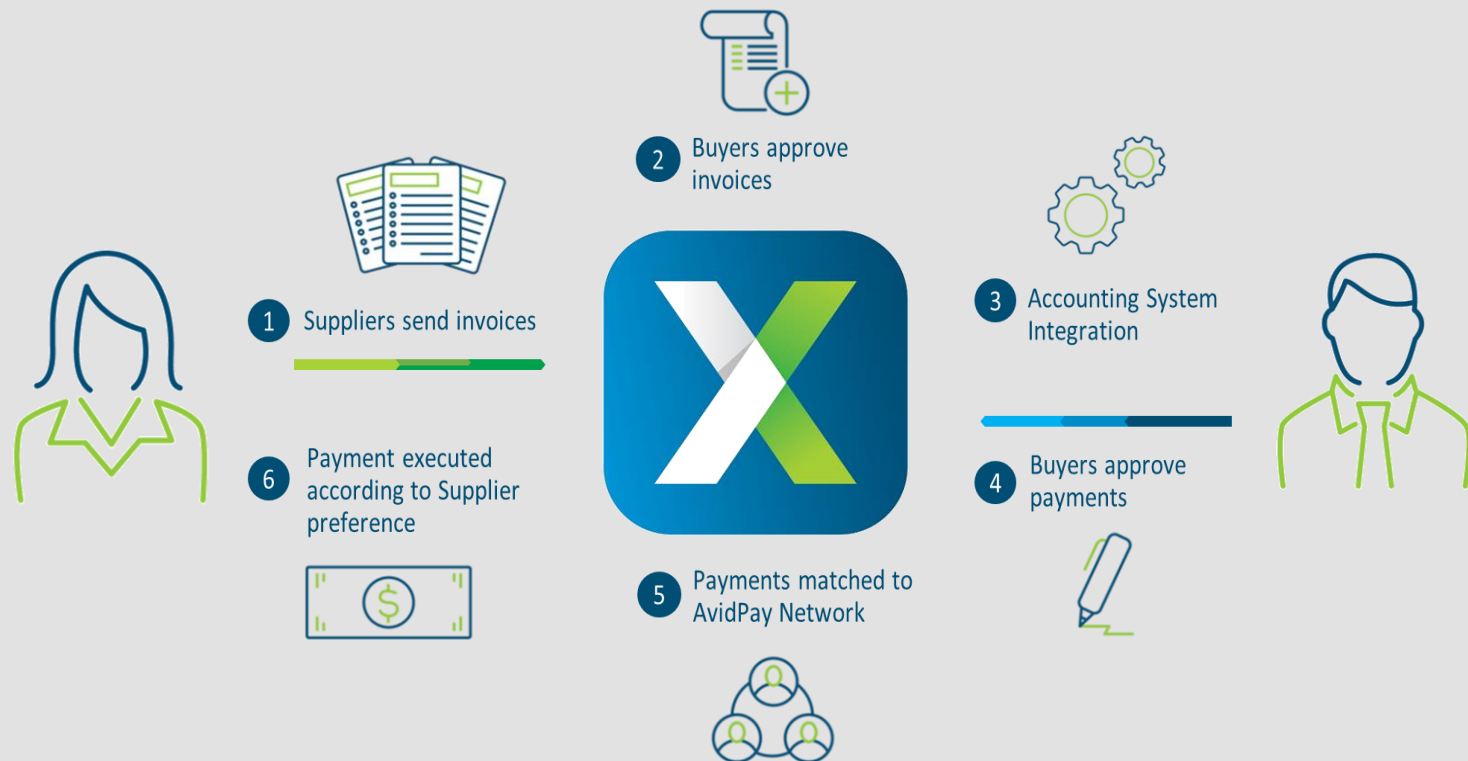 1
Suppliers send invoices
2
Buyers approve
invoices
3
Accounting System
Integration
4
Buyers approve
payments
5
Payments matched to
AvidPay Network
6
Payment executed
according to Supplier
preference
$